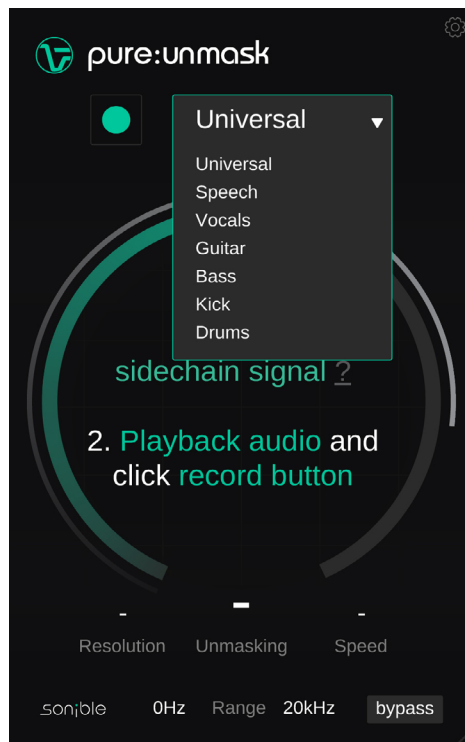 pure:unmask
Universal
Universal
Speech
Vocals
Guitar
Bass
Kick
Drums
sidechain signal ?
2. Playback audio and
click record button
- - -
Resolution Unmasking Speed
sonible 0Hz Range 20kHz bypass